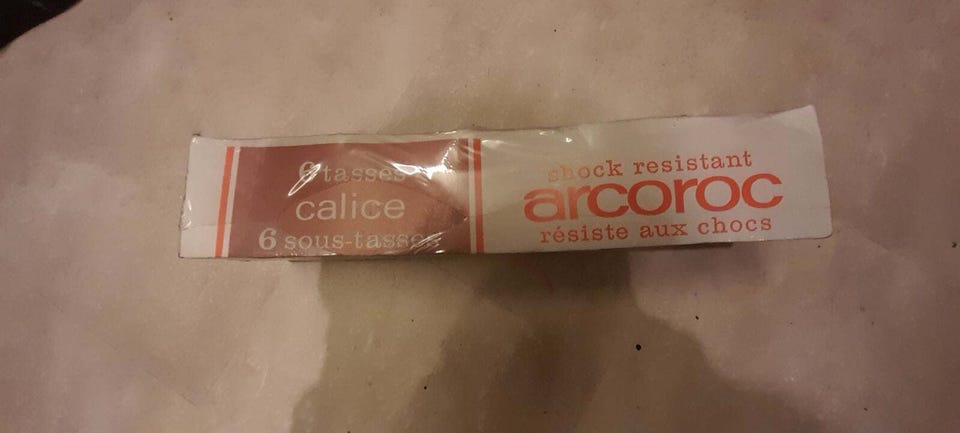 6 tasses
calice
6 sous-tasses
shock resistant
arcoroc
résiste aux chocs